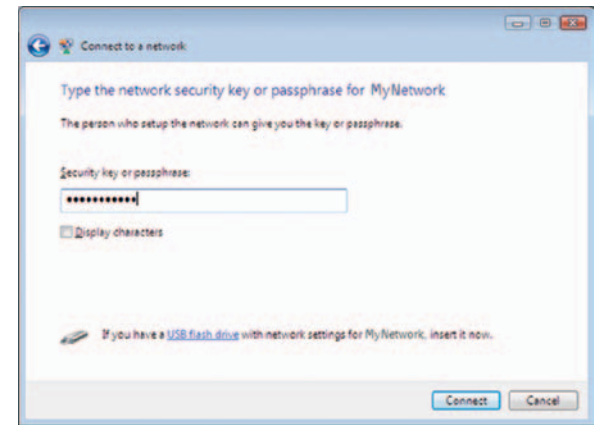 Connect to a network
Type the network security key or passphrase for MyNetwork
The person who setup the network can give you the key or passphrase.
Security key or passphrase:
•••••••••••
Display characters
If you have a USB flash drive with network settings for MyNetwork, insert it now.
Connect Cancel